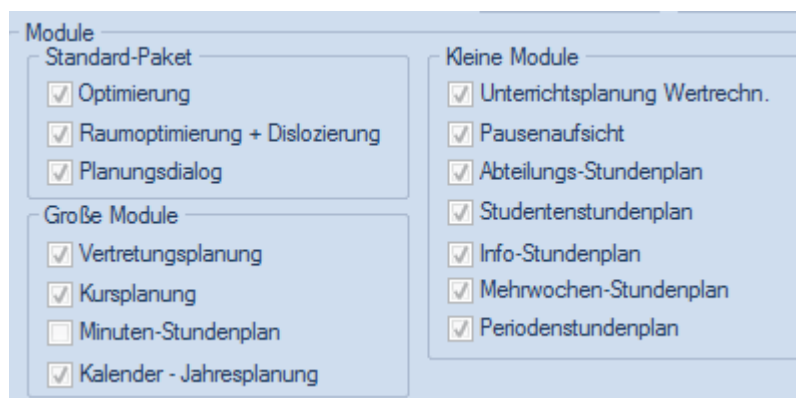 Module
Standard-Paket
Optimierung
Raumoptimierung + Dislozierung
Planungsdialog
Große Module
Vertretungsplanung
Kursplanung
Minuten-Stundenplan
Kalender - Jahresplanung
Kleine Module
Unterrichtsplanung Wertrechn.
Pausenaufsicht
Abteilungs-Stundenplan
Studentenstundenplan
Info-Stundenplan
Mehrwochen-Stundenplan
Periodenstundenplan